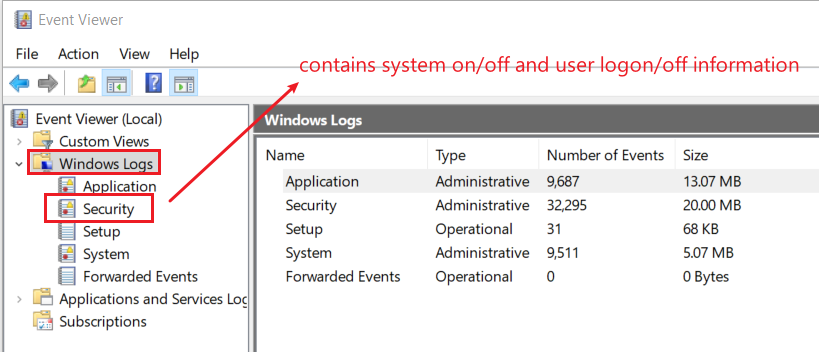 Event Viewer
File Action View Help
contains system on/off and user logon/off information
Event Viewer (Local)
Custom Views
Windows Logs
Application
Security
Setup
System
Forwarded Events
Applications and Services Log
Subscriptions
Windows Logs
Name Type Number of Events Size
Application Administrative 9,687 13.07 MB
Security Administrative 32,295 20.00 MB
Setup Operational 31 68 KB
System Administrative 9,511 5.07 MB
Forwarded Events Operational 0 0 Bytes